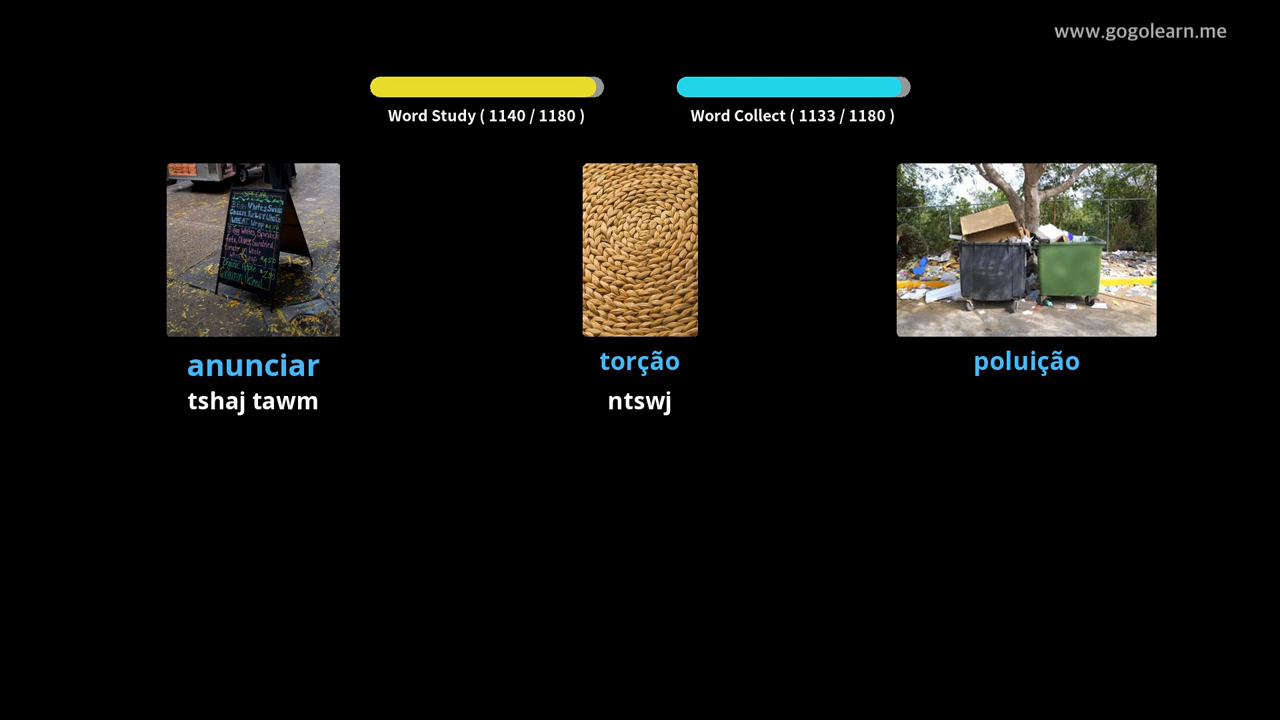 www.gogolearn.me
Word Study ( 1140 / 1180 )
Word Collect ( 1133 / 1180 )
anunciar
tshaj tawm
torção
ntswj
poluição